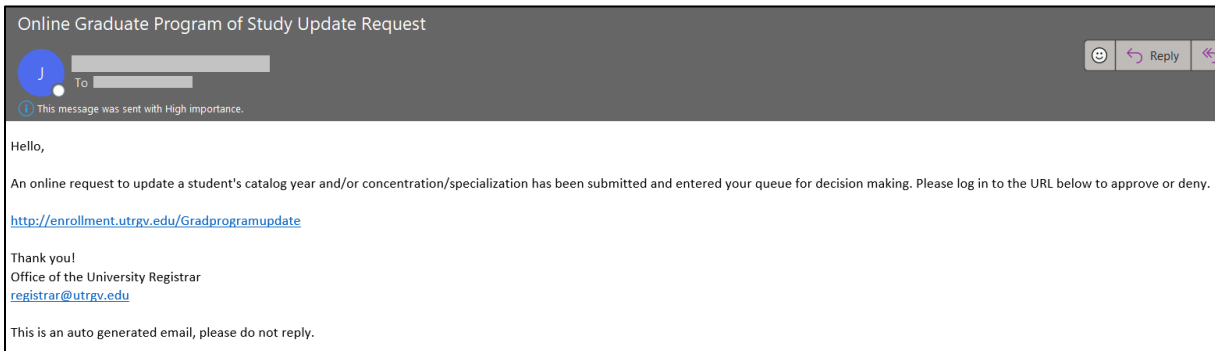 Online Graduate Program of Study Update Request
J
To
Reply
This message was sent with High importance.
Hello,
An online request to update a student's catalog year and/or concentration/specialization has been submitted and entered your queue for decision making. Please log in to the URL below to approve or deny.
http://enrollment.utrgv.edu/Gradprogramupdate
Thank you!
Office of the University Registrar
registrar@utrgv.edu
This is an auto generated email, please do not reply.